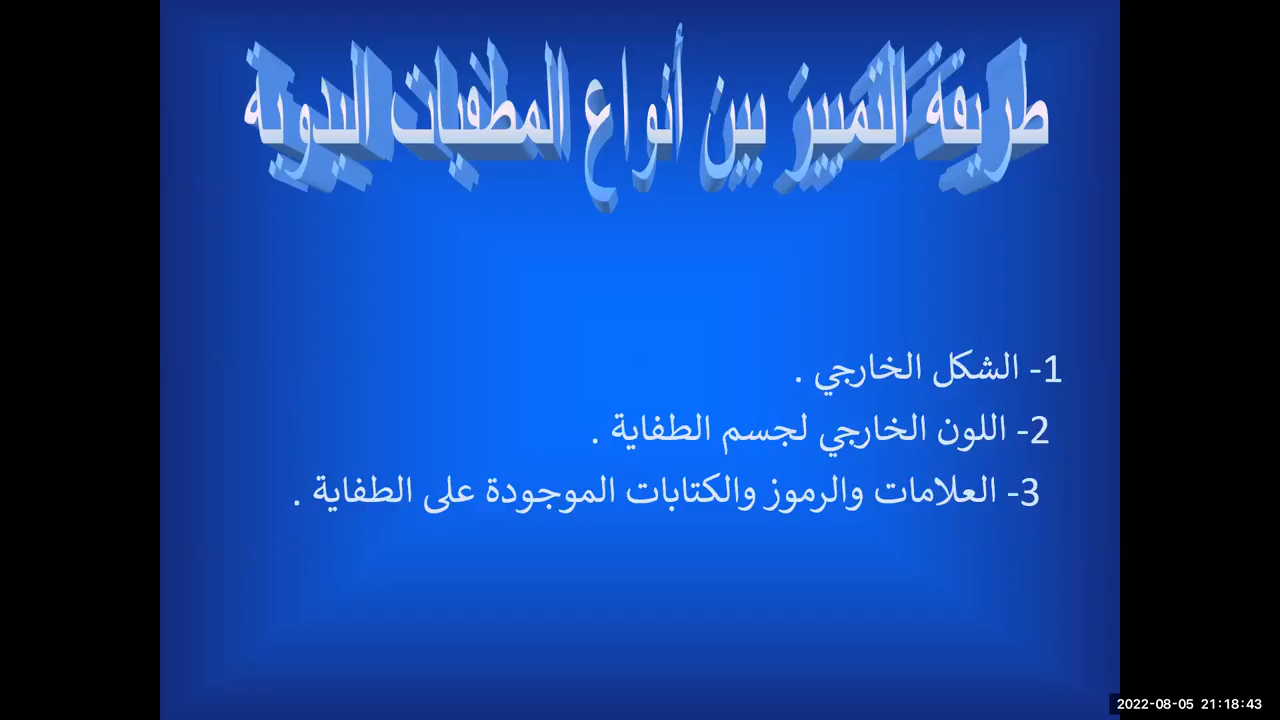 طريقة التمييز بين أنواع المطفيات اليدوية
1- الشكل الخارجي .
2- اللون الخارجي لجسم الطفاية .
3- العلامات والرموز والكتابات الموجودة على الطفاية .
2022-08-05 21:18:43